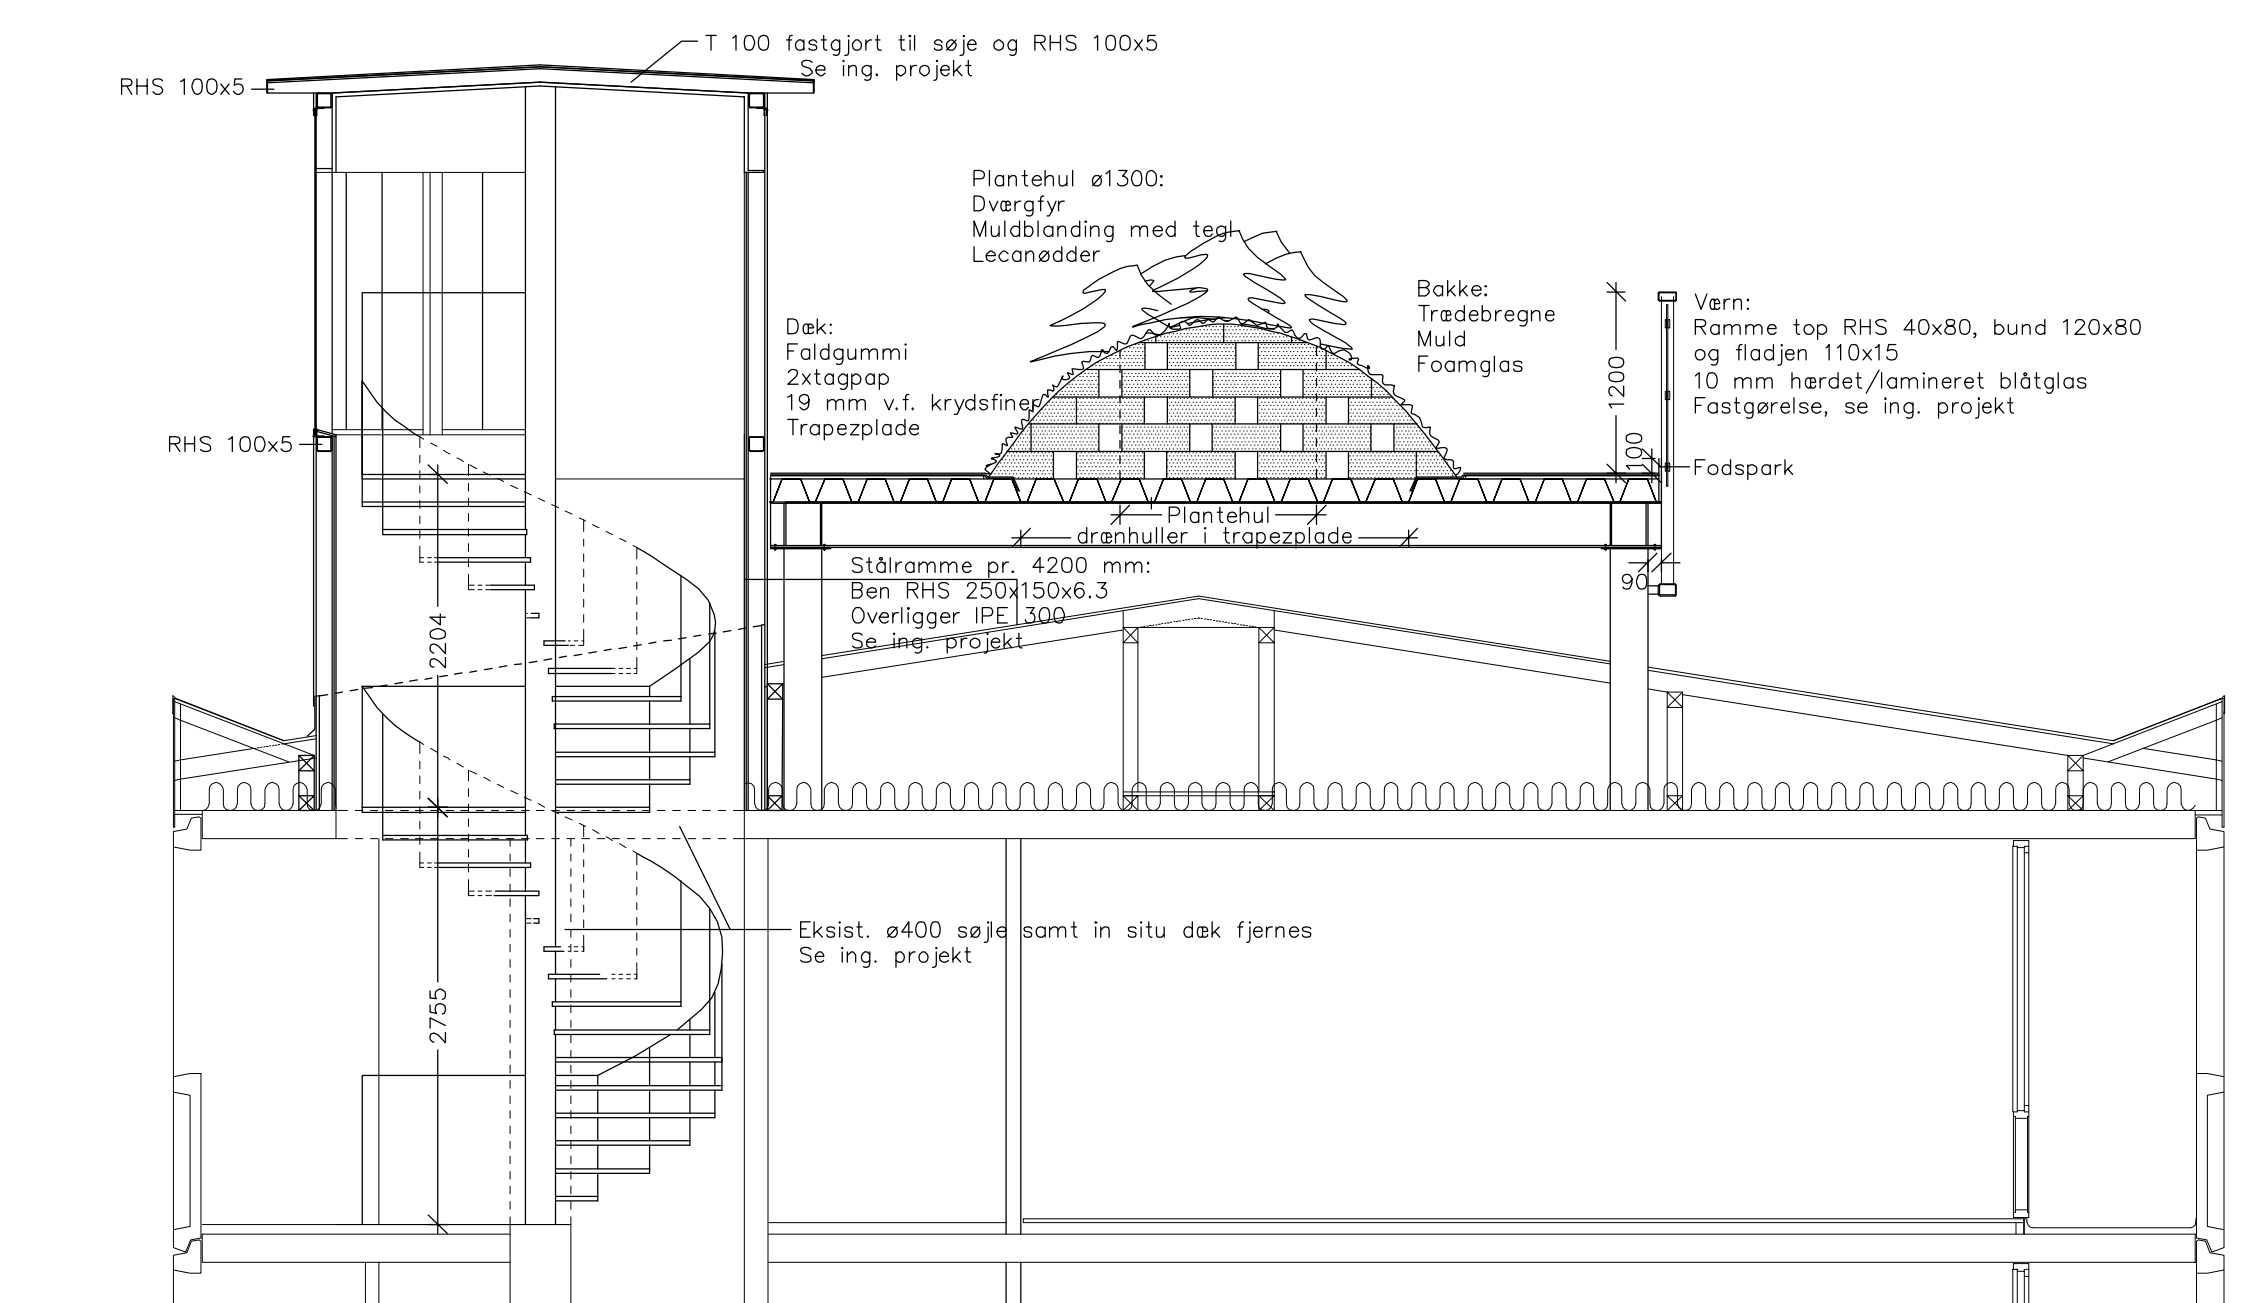 T 100 fastgjort til søje og RHS 100x5
Se ing. projekt
RHS 100x5
Plantehul ø1300:
Dværgfyr
Muldblanding med tegl
Lecanødder
Bakke:
Trædebregne
Muld
Foamglas
Værn:
Ramme top RHS 40x80, bund 120x80
og fladjen 110x15
10 mm hærdet/lamineret blåtglas
Fastgørelse, se ing. projekt
Dæk:
Faldgummi
2xtagpap
19 mm v.f. krydsfiner
Trapezplade
1200
100
RHS 100x5
Fodspark
Plantehul
drænhuller i trapezplade
Stålramme pr. 4200 mm:
Ben RHS 250x150x6.3
Overligger IPE 300
Se ing. projekt
90
2204
Eksist. ø400 søjle samt in situ dæk fjernes
Se ing. projekt
2755